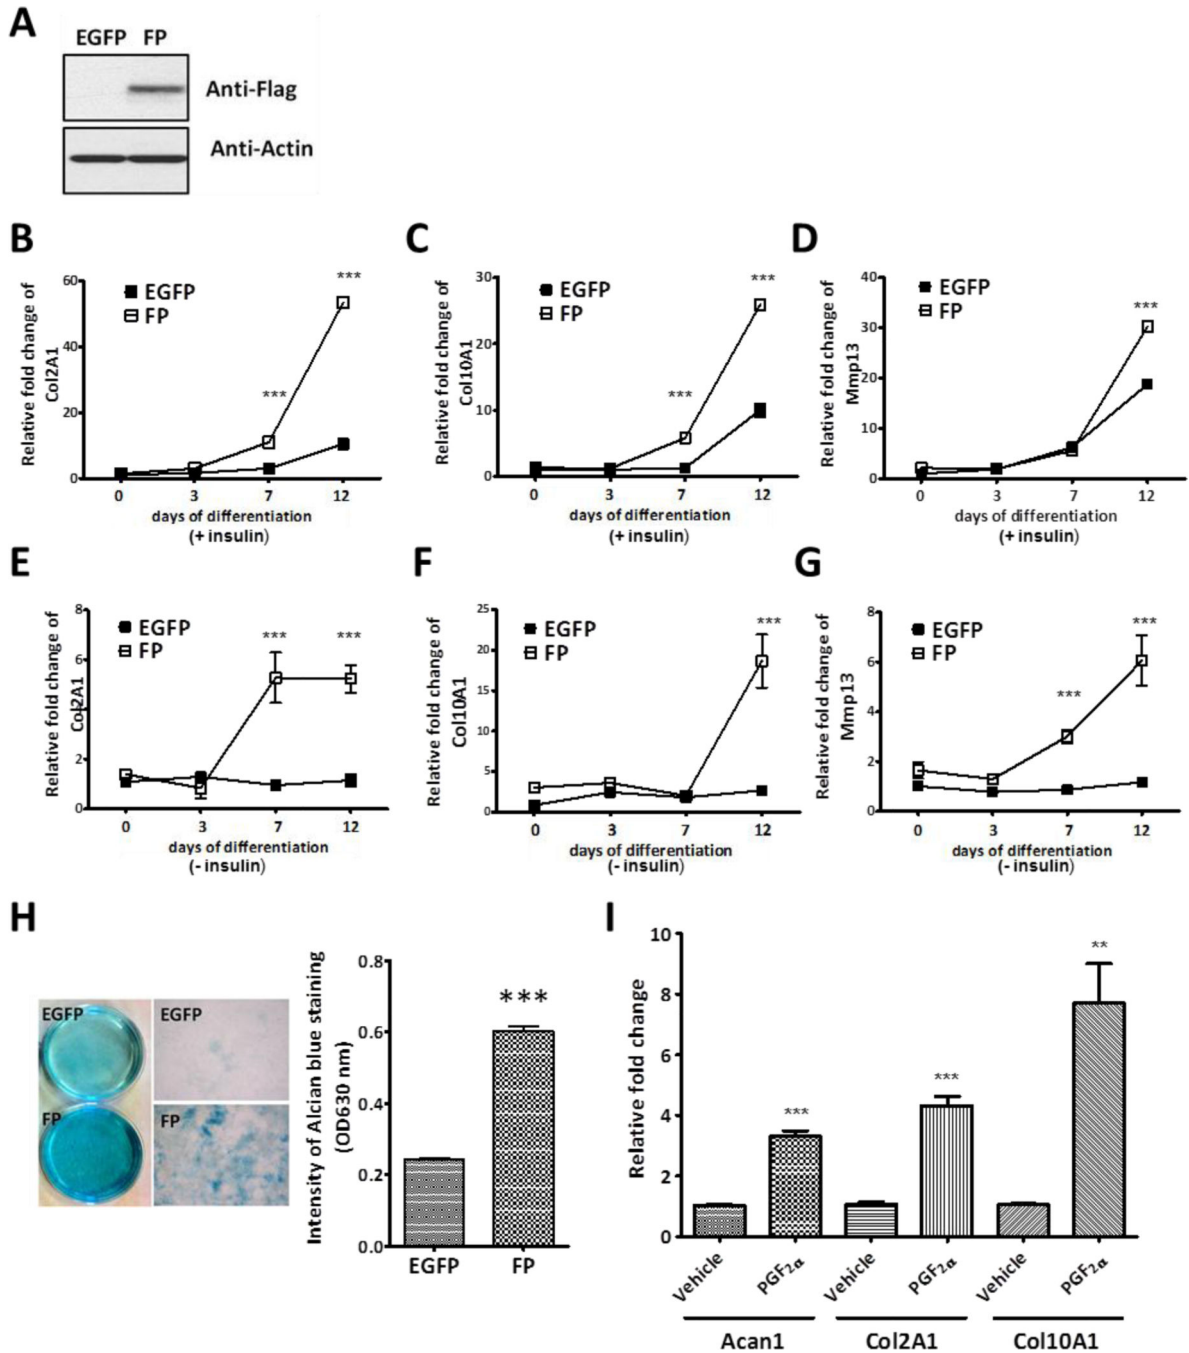 A
EGFP FP
Anti-Flag
Anti-Actin
B
Relative fold change of
Col2A1
60
40
20
0
EGFP
FP
***
***
0 3 7 12
days of differentiation
(+ insulin)
C
Relative fold change of
Col10A1
30
20
10
0
EGFP
FP
***
***
0 3 7 12
days of differentiation
(+ insulin)
D
Relative fold change of
Mmp13
40
30
20
10
0
EGFP
FP
***
0 3 7 12
days of differentiation
(+ insulin)
E
Relative fold change of
Col2A1
8
6
4
2
0
EGFP
FP
***
***
0 3 7 12
days of differentiation
(- insulin)
F
Relative fold change of
Col10A1
25
20
15
10
5
0
EGFP
FP
***
0 3 7 12
days of differentiation
(- insulin)
G
Relative fold change of
Mmp13
8
6
4
2
0
EGFP
FP
***
***
0 3 7 12
days of differentiation
(- insulin)
H
EGFP
EGFP
FP
FP
Intensity of Alcian blue staining
(OD630 nm)
0.8
0.6
0.4
0.2
0.0
***
EGFP FP
I
Relative fold change
10
8
6
4
2
0
***
***
**
Vehicle PGF2α Vehicle PGF2α Vehicle PGF2α
Acan1 Col2A1 Col10A1